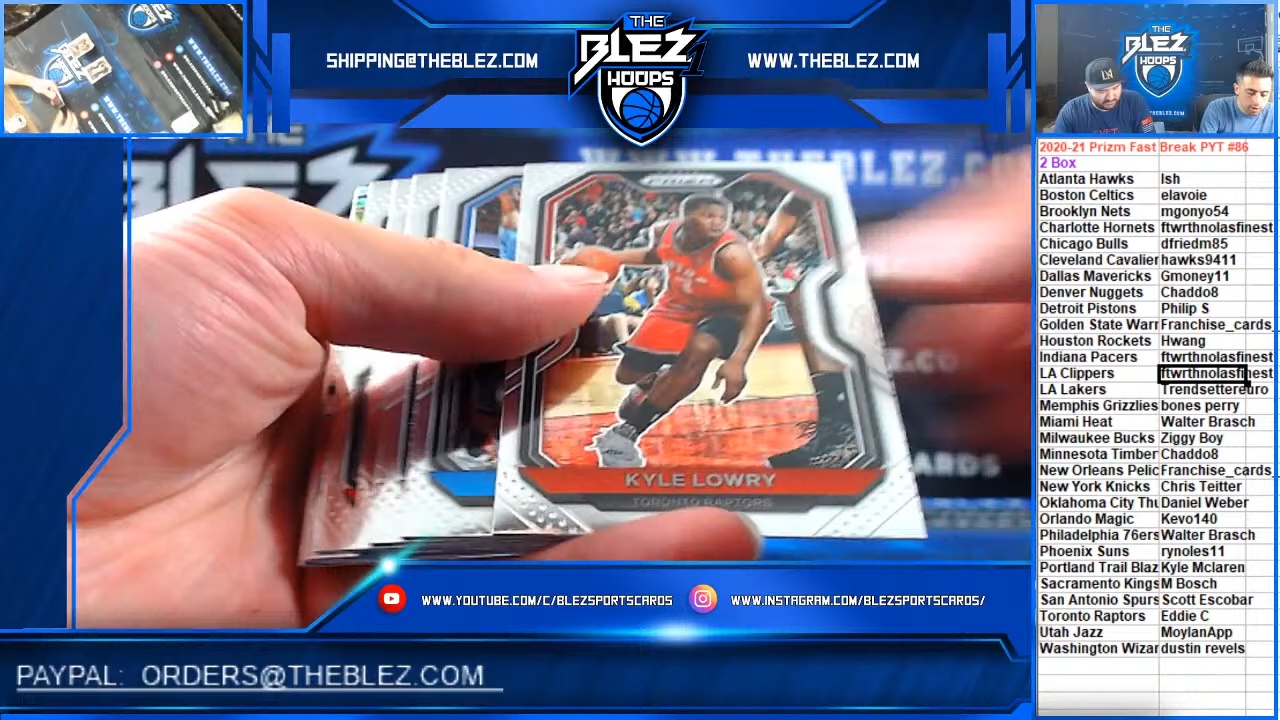 SHIPPING@THEBLEZ.COM
THE
BLEZ
HOOPS
WWW.THEBLEZ.COM
THE
BLEZ
KYLE LOWRY
TORONTO RAPTORS
WWW.YOUTUBE.COM/C/BLEZSPORTSCARDS
WWW.INSTAGRAM.COM/BLEZSPORTSCARDS/
PAYPAL: ORDERS@THEBLEZ.COM
2020-21 Prizm Fast Break PYT #86
2 Box
Atlanta Hawks Ish
Boston Celtics elavoie
Brooklyn Nets mgonyo54
Charlotte Hornets ftwrthnolasfinest
Chicago Bulls dfriedm85
Cleveland Cavalier hawks9411
Dallas Mavericks Gmoney11
Denver Nuggets Chaddo8
Detroit Pistons Philip S
Golden State Warr Franchise_cards_
Houston Rockets Hwang
Indiana Pacers ftwrthnolasfinest
LA Clippers ftwrthnolasfinest
LA Lakers Trendsettereuro
Memphis Grizzlies bones perry
Miami Heat Walter Brasch
Milwaukee Bucks Ziggy Boy
Minnesota Timber Chaddo8
New Orleans Pelic Franchise_cards_
New York Knicks Chris Teitter
Oklahoma City Thu Daniel Weber
Orlando Magic Kevo140
Philadelphia 76ers Walter Brasch
Phoenix Suns rynoles11
Portland Trail Blaz Kyle Mclaren
Sacramento Kings M Bosch
San Antonio Spurs Scott Escobar
Toronto Raptors Eddie C
Utah Jazz MoylanApp
Washington Wizar dustin revels